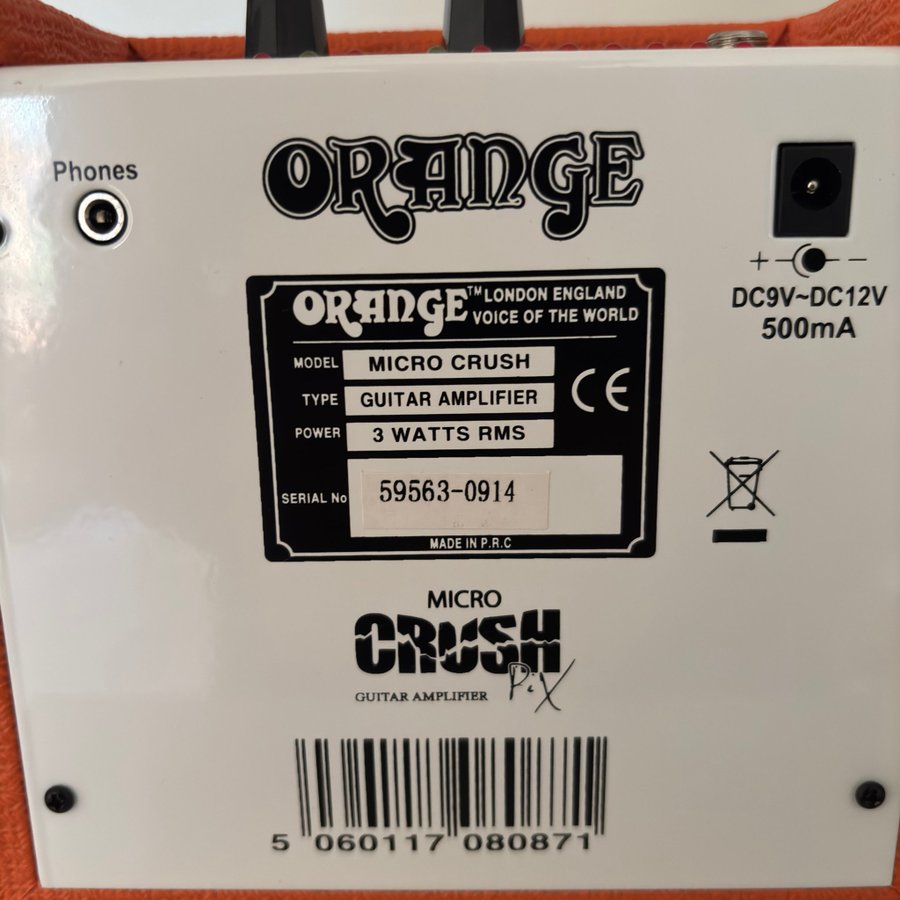 Phones
ORANGE
+ −
DC9V~DC12V
500mA
ORANGE™ LONDON ENGLAND
VOICE OF THE WORLD
MODEL MICRO CRUSH
TYPE GUITAR AMPLIFIER
CE
POWER 3 WATTS RMS
SERIAL No 59563-0914
MADE IN P.R.C
MICRO
CRUSH
PiX
GUITAR AMPLIFIER
5 060117 080871